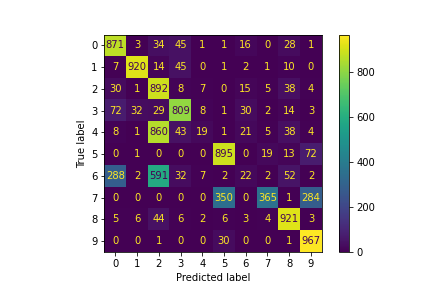 0 871 3 34 45 1 1 16 0 28 1
1 7 920 14 45 0 1 2 1 10 0
2 30 1 892 8 7 0 15 5 38 4
3 72 32 29 809 8 1 30 2 14 3
4 8 1 860 43 19 1 21 5 38 4
5 0 1 0 0 0 895 0 19 13 72
6 288 2 591 32 7 2 22 2 52 2
7 0 0 0 0 0 350 0 365 1 284
8 5 6 44 6 2 6 3 4 921 3
9 0 0 1 0 0 30 0 0 1 967
0 1 2 3 4 5 6 7 8 9
Predicted label
True label
800
600
400
200
0